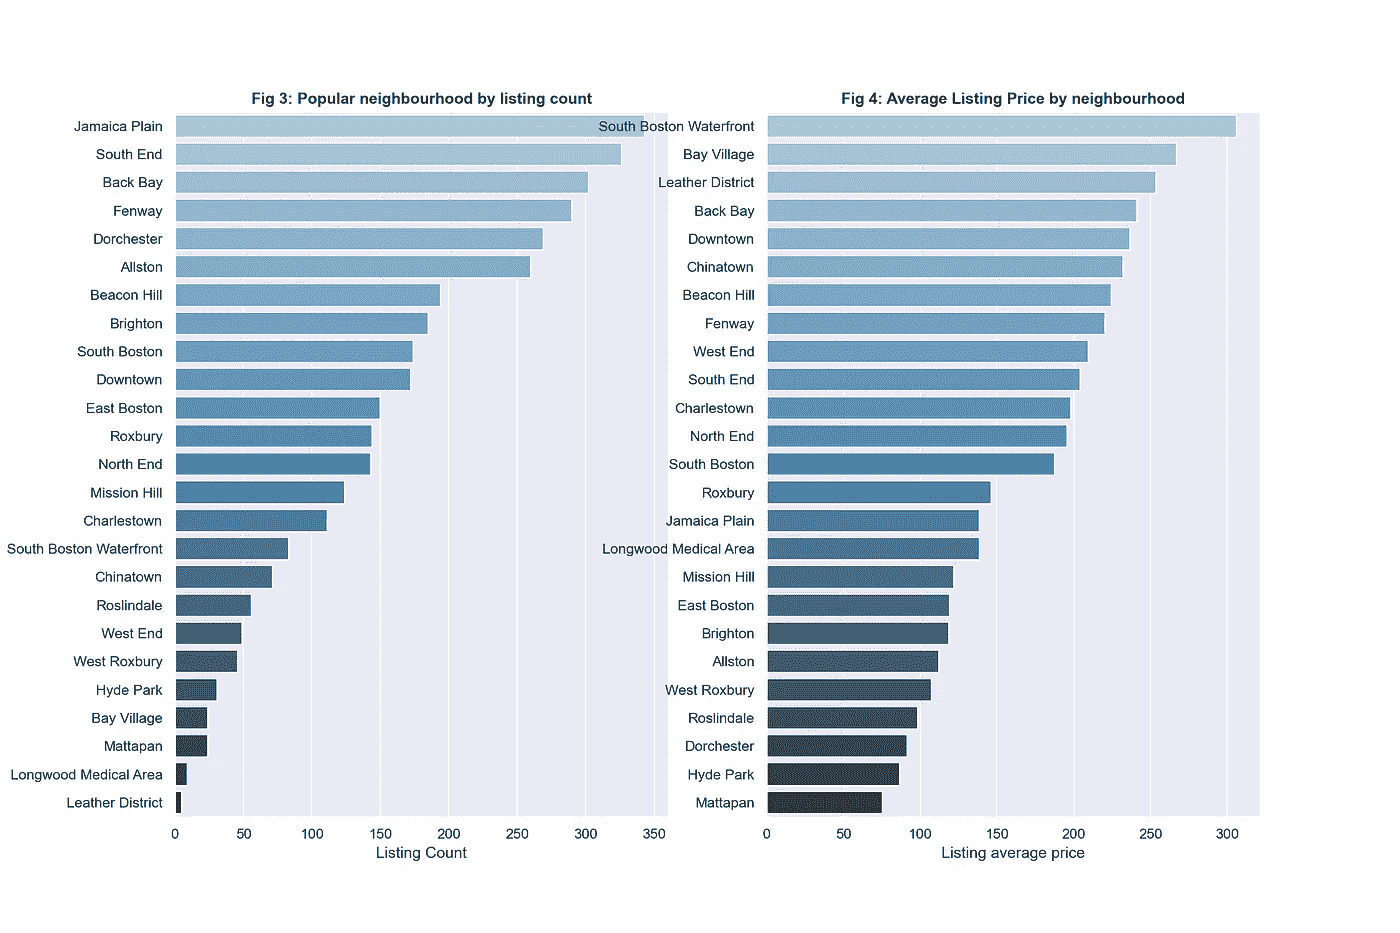 Fig 3: Popular neighbourhood by listing count
Jamaica Plain
South End
Back Bay
Fenway
Dorchester
Allston
Beacon Hill
Brighton
South Boston
Downtown
East Boston
Roxbury
North End
Mission Hill
Charlestown
South Boston Waterfront
Chinatown
Roslindale
West End
West Roxbury
Hyde Park
Bay Village
Mattapan
Longwood Medical Area
Leather District
0 50 100 150 200 250 300 350
Listing Count
Fig 4: Average Listing Price by neighbourhood
South Boston Waterfront
Bay Village
Leather District
Back Bay
Downtown
Chinatown
Beacon Hill
Fenway
West End
South End
Charlestown
North End
South Boston
Roxbury
Jamaica Plain
Longwood Medical Area
Mission Hill
East Boston
Brighton
Allston
West Roxbury
Roslindale
Dorchester
Hyde Park
Mattapan
0 50 100 150 200 250 300
Listing average price